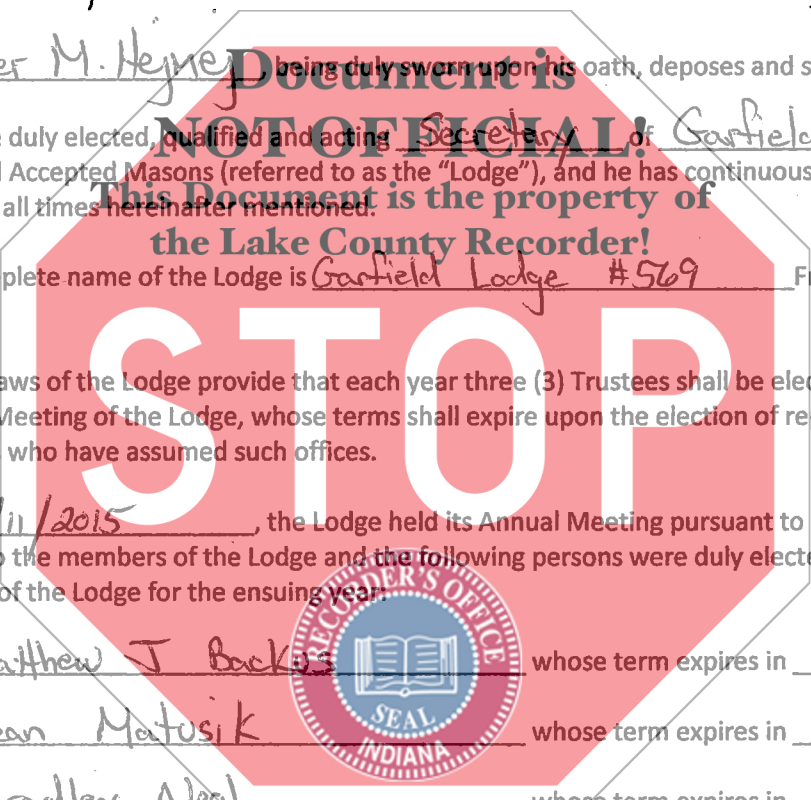 er M. Hejney, being duly sworn upon his oath, deposes and s
Document is
e duly elected, qualified and acting Secretary of Garfield
NOT OFFICIAL!
l Accepted Masons (referred to as the "Lodge"), and he has continuous
This Document is the property of
all times hereinafter mentioned.
the Lake County Recorder!
plete name of the Lodge is Garfield Lodge #569 Fr
STOP
aws of the Lodge provide that each year three (3) Trustees shall be elec
Meeting of the Lodge, whose terms shall expire upon the election of re
who have assumed such offices.
/11/2015, the Lodge held its Annual Meeting pursuant to
o the members of the Lodge and the following persons were duly electe
of the Lodge for the ensuing year:
RECORDER'S OFFICE
atthew J Backus whose term expires in
SEAL
ean Matusik whose term expires in
INDIANA
Neal whose term expires in